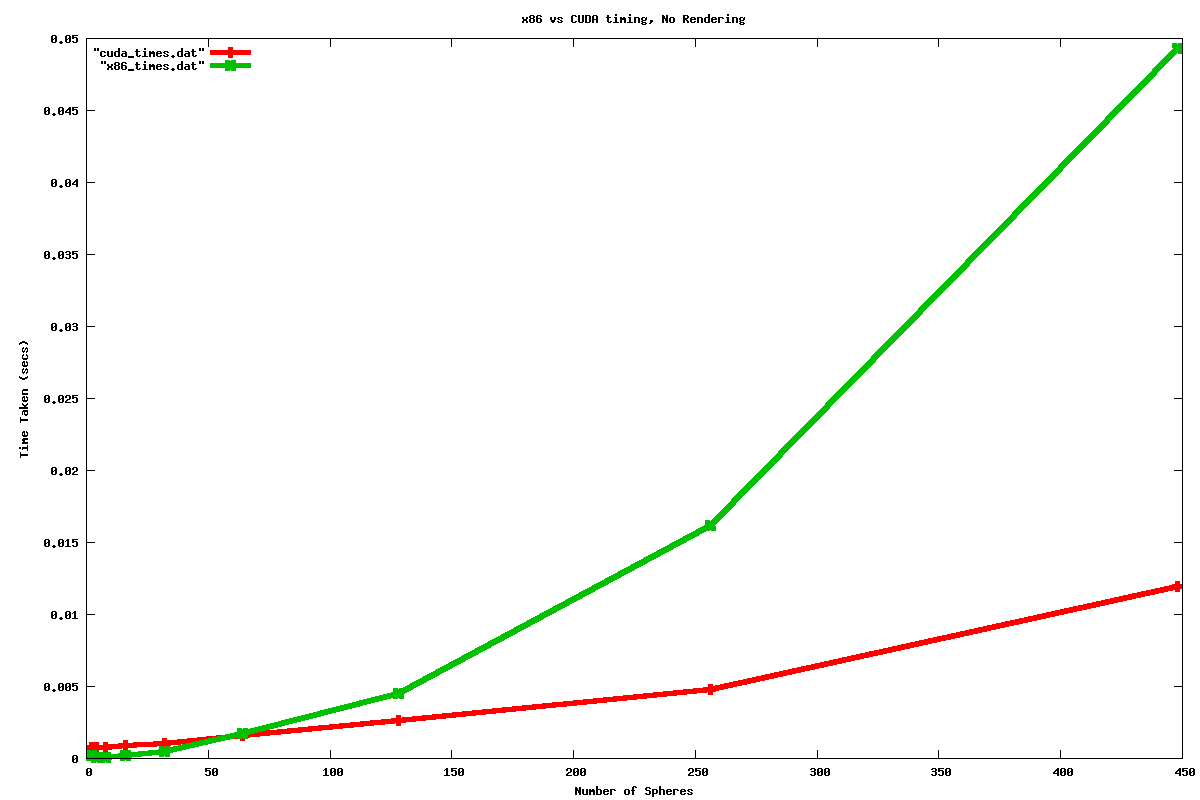 x86 vs CUDA timing, No Rendering
"cuda_times.dat"
"x86_times.dat"
0.05
0.045
0.04
0.035
0.03
0.025
0.02
0.015
0.01
0.005
0
Time Taken (secs)
0 50 100 150 200 250 300 350 400 450
Number of Spheres